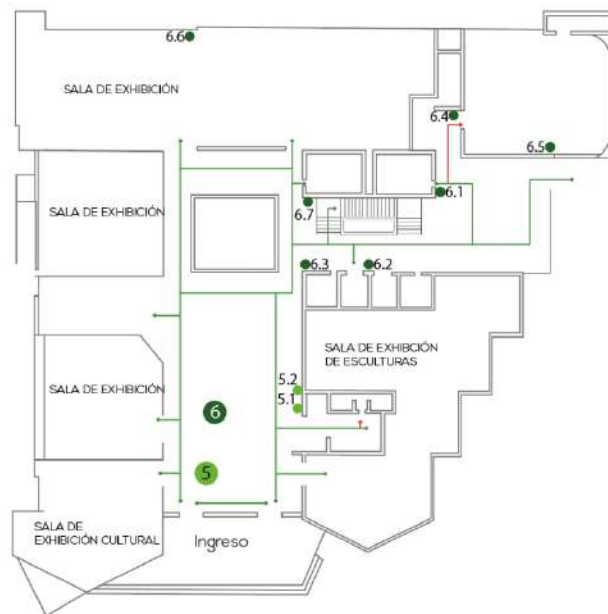 6.6
SALA DE EXHIBICIÓN
6.4
6.5
SALA DE EXHIBICIÓN
6.1
6.7
6.3
6.2
SALA DE EXHIBCIÓN
DE ESCULTURAS
SALA DE EXHIBICIÓN
5.2
5.1
6
5
SALA DE
EXHIBICIÓN CULTURAL
Ingreso